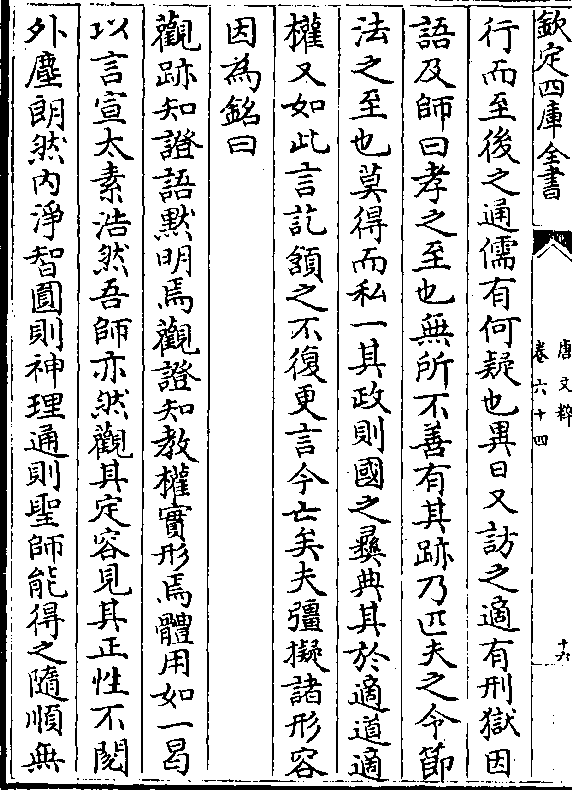 欽定四庫全書
唐文粹
卷六十四
十六
行而至後之通儒有何疑也異日又訪之適有刑獄因
語及師曰孝之至也無所不善有其跡乃匹夫之令節
法之至也莫得而私一其政則國之彛典其於適道適
權又如此言訖頷之不復更言今亡矣夫彊擬諸形容
因為銘曰
觀跡知證語黙明焉觀證知教權實形焉體用如一曷
以言宣太素浩然吾師亦然觀其定容見其正性不閡
外塵朗然内淨智圓則神理通則聖師能得之隨順無